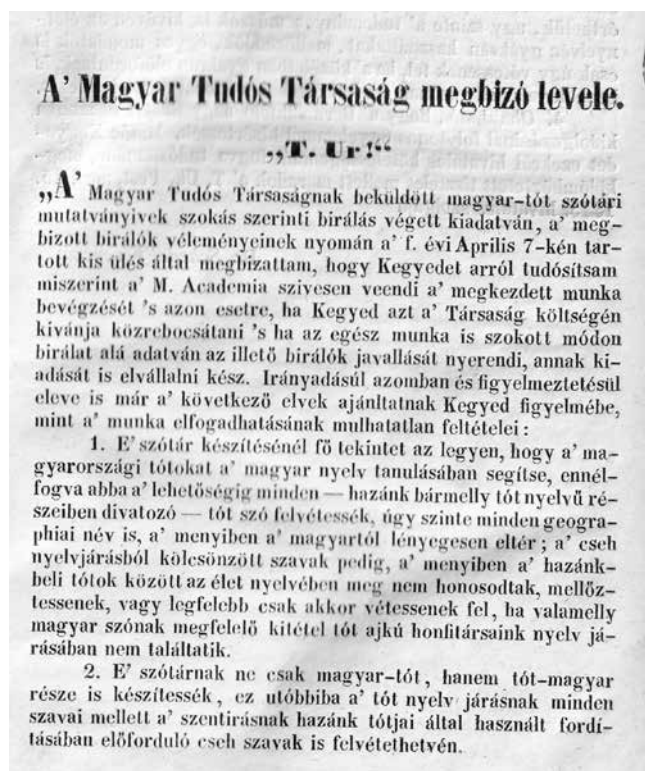 A' Magyar Tudós Társaság megbizó levele.
„T. Ur!“
„A' Magyar Tudós Társaságnak beküldött magyar-tót szótári
mutatványivek szokás szerinti birálás végett kiadatván, a' meg-
bizott birálók véleményeinek nyomán a' f. évi Aprilis 7-kén tar-
tott kis ülés által megbizattam, hogy Kegyedet arról tudósítsam
miszerint a' M. Academia szivesen veendi a' megkezdett munka
bevégzését 's azon esetre, ha Kegyed azt a' Társaság költségén
kivánja közrebocsátani 's ha az egész munka is szokott módon
birálat alá adatván az illető birálók javallását nyerendi, annak ki-
adását is elvállalni kész. Irányadásúl azomban és figyelmeztetésül
eleve is már a' következő elvek ajánltatnak Kegyed figyelmébe,
mint a' munka elfogadhatásának mulhatatlan feltételei:
1. E' szótár készítésénél fő tekintet az legyen, hogy a' ma-
gyarországi tótokat a' magyar nyelv tanulásában segítse, ennél-
fogva abba a' lehetőségig minden — hazánk bármelly tót nyelvű ré-
szeiben divatozó — tót szó felvétessék, úgy szinte minden geogra-
phiai név is, a' menyiben a' magyartól lényegesen eltér; a' cseh
nyelvjárásból kölcsönzött szavak pedig, a' menyiben a' hazánk-
beli tótok között az élet nyelvében meg nem honosodtak, mellőz-
tessenek, vagy legfelebb csak akkor vétessenek fel, ha valamelly
magyar szónak megfelelő kitétel tót ajkú honfitársaink nyelv já-
rásában nem találtatik.
2. E' szótárnak ne csak magyar-tót, hanem tót-magyar
része is készítessék, ez utóbbiba a' tót nyelv járásnak minden
szavai mellett a' szentirásnak hazánk tótjai által használt fordí-
tásában előforduló cseh szavak is felvétethetvén.